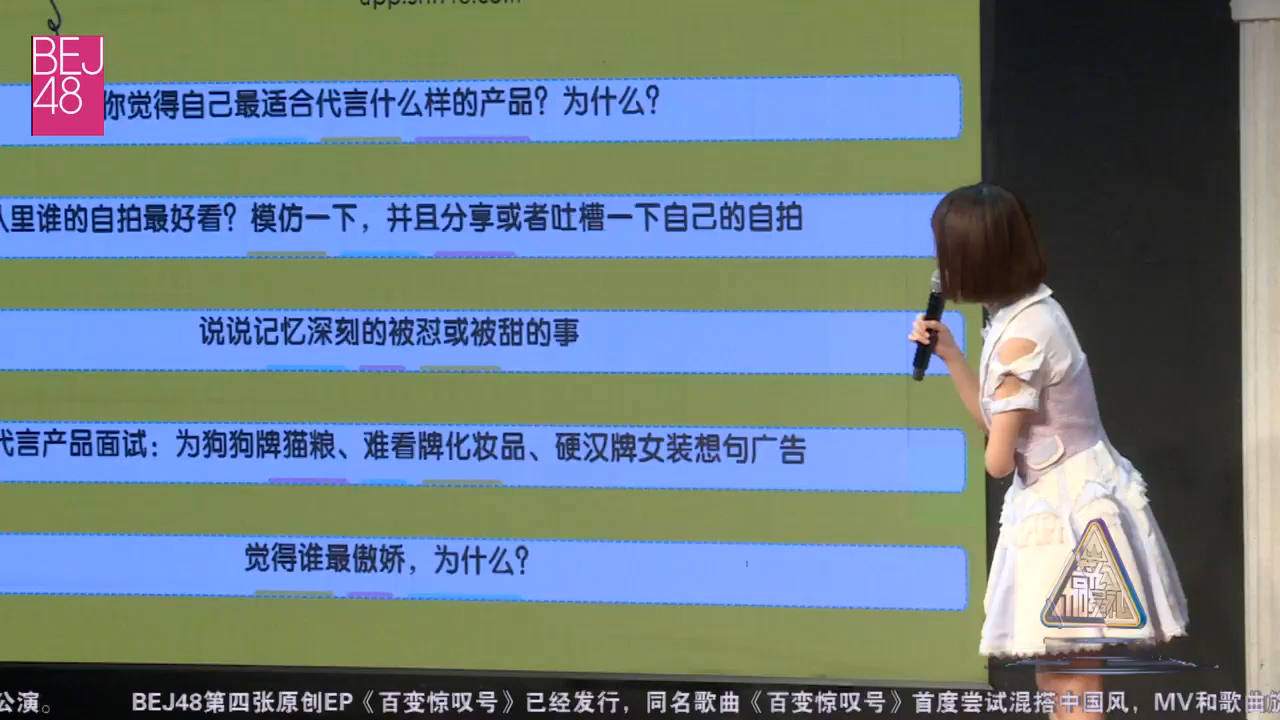 BEJ
48
你觉得自己最适合代言什么样的产品？为什么？
里谁的自拍最好看？模仿一下，并且分享或者吐槽一下自己的自拍
说说记忆深刻的被怼或被甜的事
代言产品面试：为狗狗牌猫粮、难看牌化妆品、硬汉牌女装想句广告
觉得谁最傲娇，为什么？
公演。 BEJ48第四张原创EP《百变惊叹号》已经发行，同名歌曲《百变惊叹号》首度尝试混搭中国风，MV和歌曲